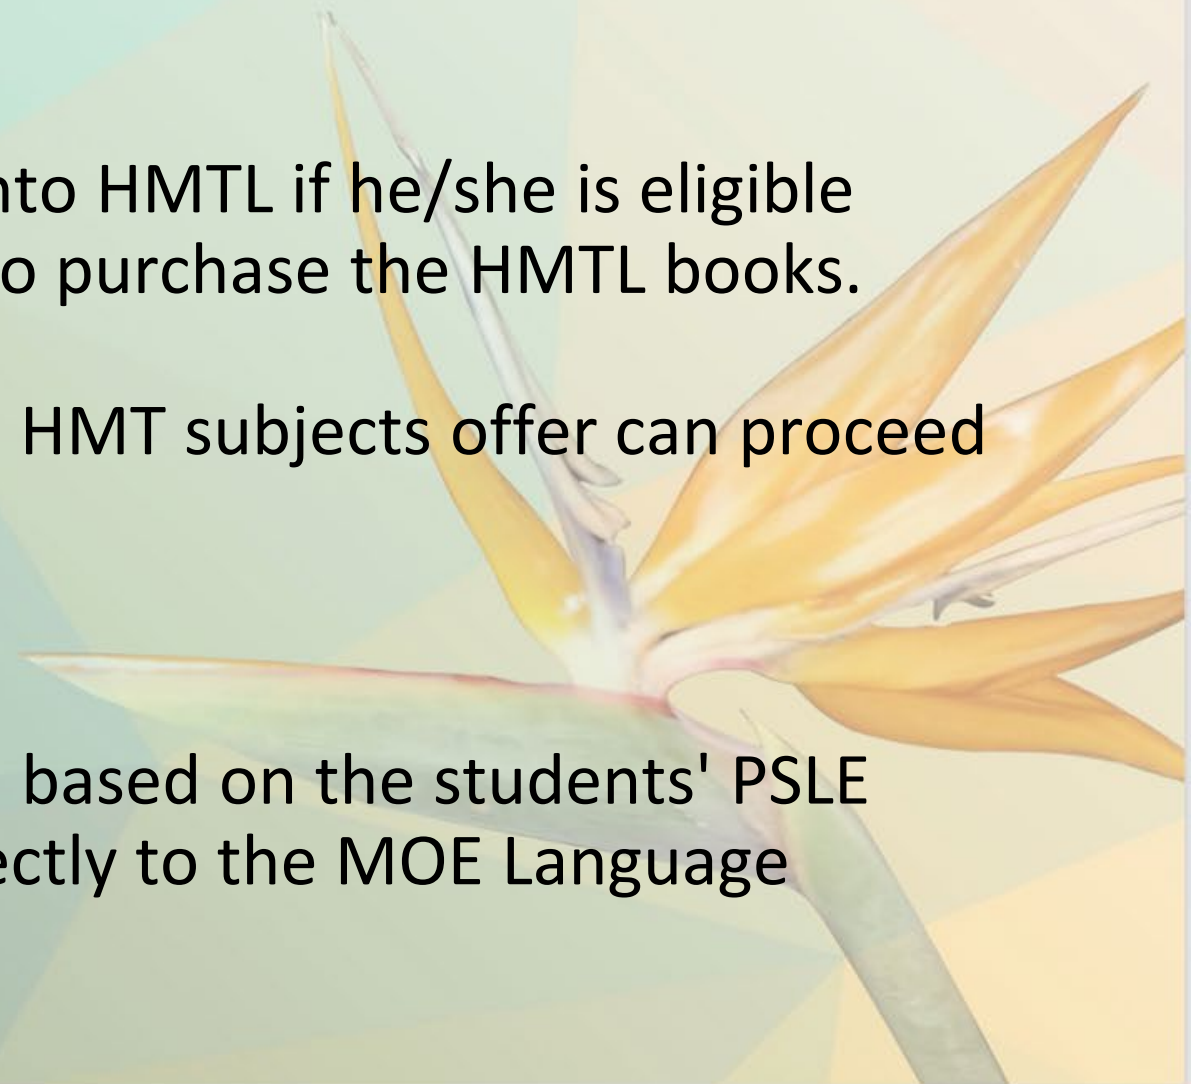 nto HMTL if he/she is eligible
o purchase the HMTL books.
HMT subjects offer can proceed
based on the students' PSLE
ectly to the MOE Language